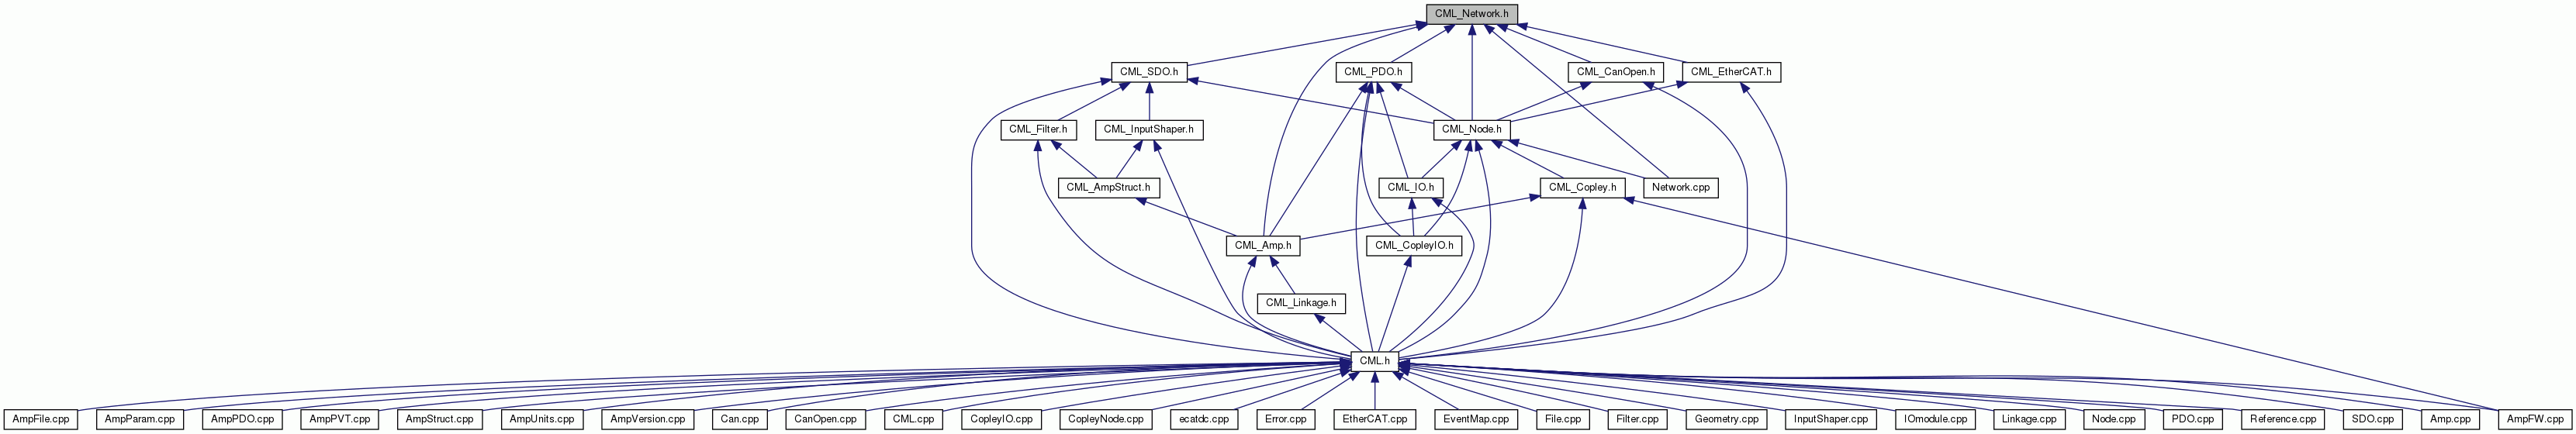 CML_Network.h
CML_SDO.h
CML_PDO.h
CML_CanOpen.h
CML_EtherCAT.h
CML_Filter.h
CML_InputShaper.h
CML_Node.h
CML_AmpStruct.h
CML_IO.h
CML_Copley.h
Network.cpp
CML_Amp.h
CML_CopleyIO.h
CML_Linkage.h
CML.h
AmpFile.cpp
AmpParam.cpp
AmpPDO.cpp
AmpPVT.cpp
AmpStruct.cpp
AmpUnits.cpp
AmpVersion.cpp
Can.cpp
CanOpen.cpp
CML.cpp
CopleyIO.cpp
CopleyNode.cpp
ecatdc.cpp
Error.cpp
EtherCAT.cpp
EventMap.cpp
File.cpp
Filter.cpp
Geometry.cpp
InputShaper.cpp
IOmodule.cpp
Linkage.cpp
Node.cpp
PDO.cpp
Reference.cpp
SDO.cpp
Amp.cpp
AmpFW.cpp